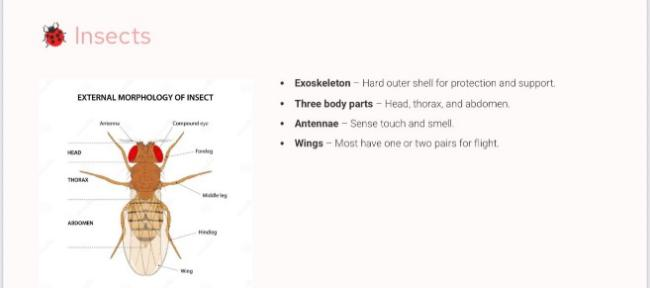 Insects
EXTERNAL MORPHOLOGY OF INSECT
Antenna
Compound eye
HEAD
Foreleg
THORAX
Middle leg
ABDOMEN
Hindleg
Wing
• Exoskeleton – Hard outer shell for protection and support.
• Three body parts – Head, thorax, and abdomen.
• Antennae – Sense touch and smell.
• Wings – Most have one or two pairs for flight.